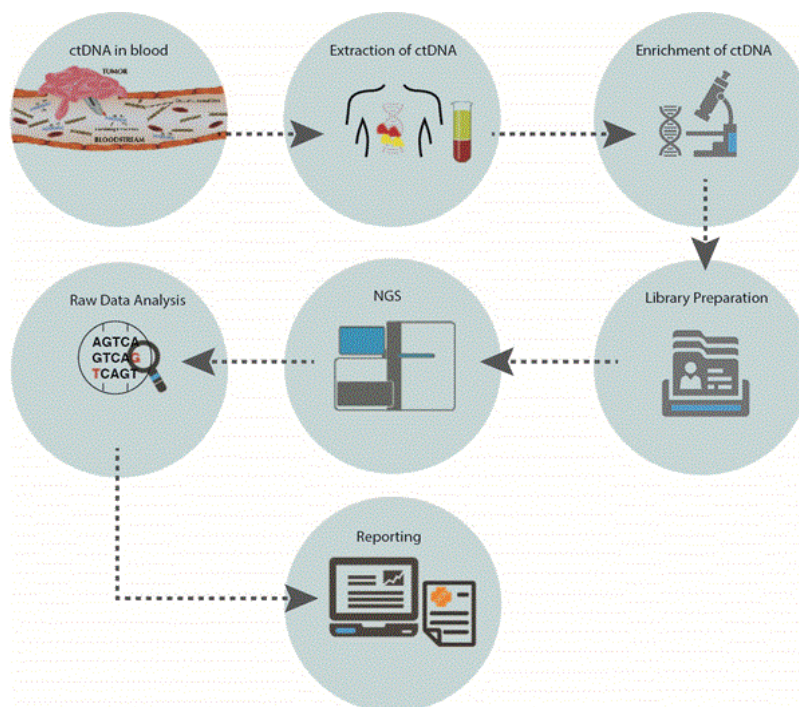 ctDNA in blood
TUMOR
BLOODSTREAM
Extraction of ctDNA
Enrichment of ctDNA
Library Preparation
NGS
Raw Data Analysis
AGTCA
GTCAG
TCAGT
Reporting